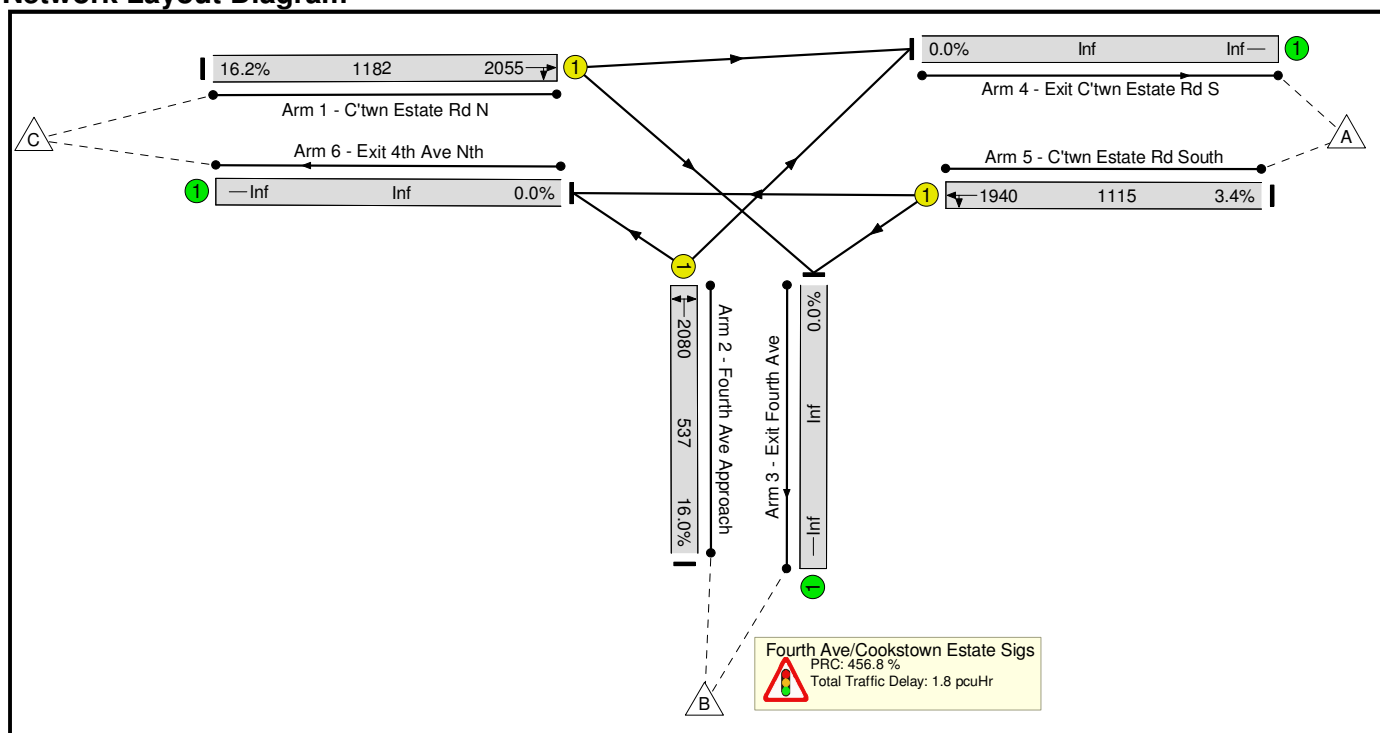 Network Layout Diagram
1
16.2% 1182 2055
1
0.0% Inf Inf
1
Arm 1 - C'twn Estate Rd N
Arm 4 - Exit C'twn Estate Rd S
C
A
Arm 6 - Exit 4th Ave Nth
Arm 5 - C'twn Estate Rd South
1
Inf Inf 0.0%
1
1940 1115 3.4%
1
2080 537 16.0%
Arm 2 - Fourth Ave Approach
Arm 3 - Exit Fourth Ave
0.0% Inf Inf
1
B
Fourth Ave/Cookstown Estate Sigs
PRC: 456.8 %
Total Traffic Delay: 1.8 pcuHr